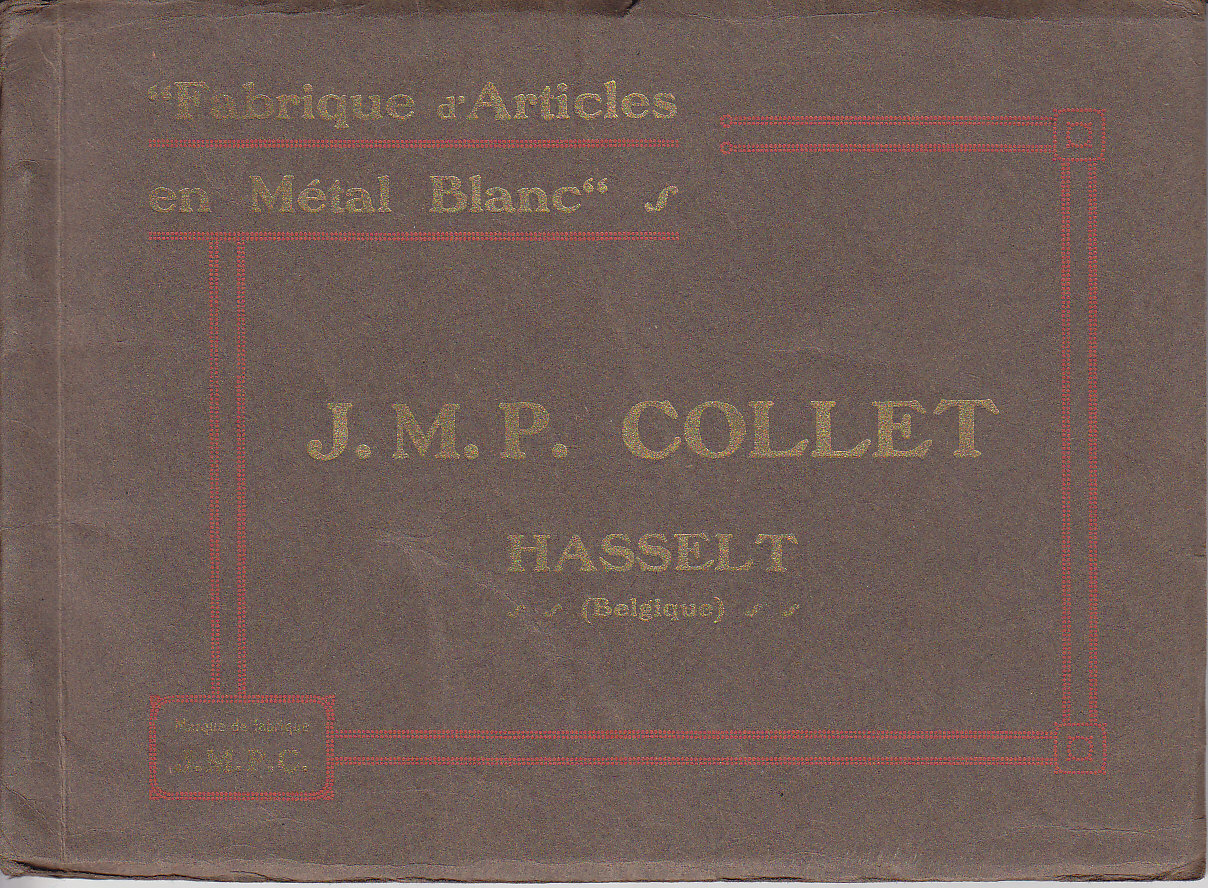 “Fabrique d'Articles
en Métal Blanc“
J. M. P. COLLET
HASSELT
(Belgique)
Marque de fabrique
J. M. P. C.